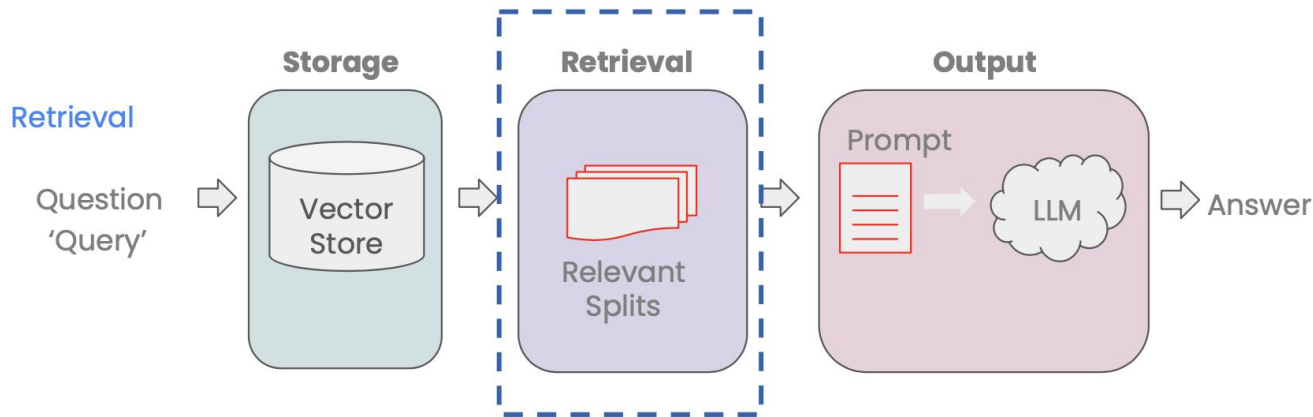 Storage
Retrieval
Output
Retrieval
Question
‘Query’
Vector
Store
Relevant
Splits
Prompt
LLM
Answer